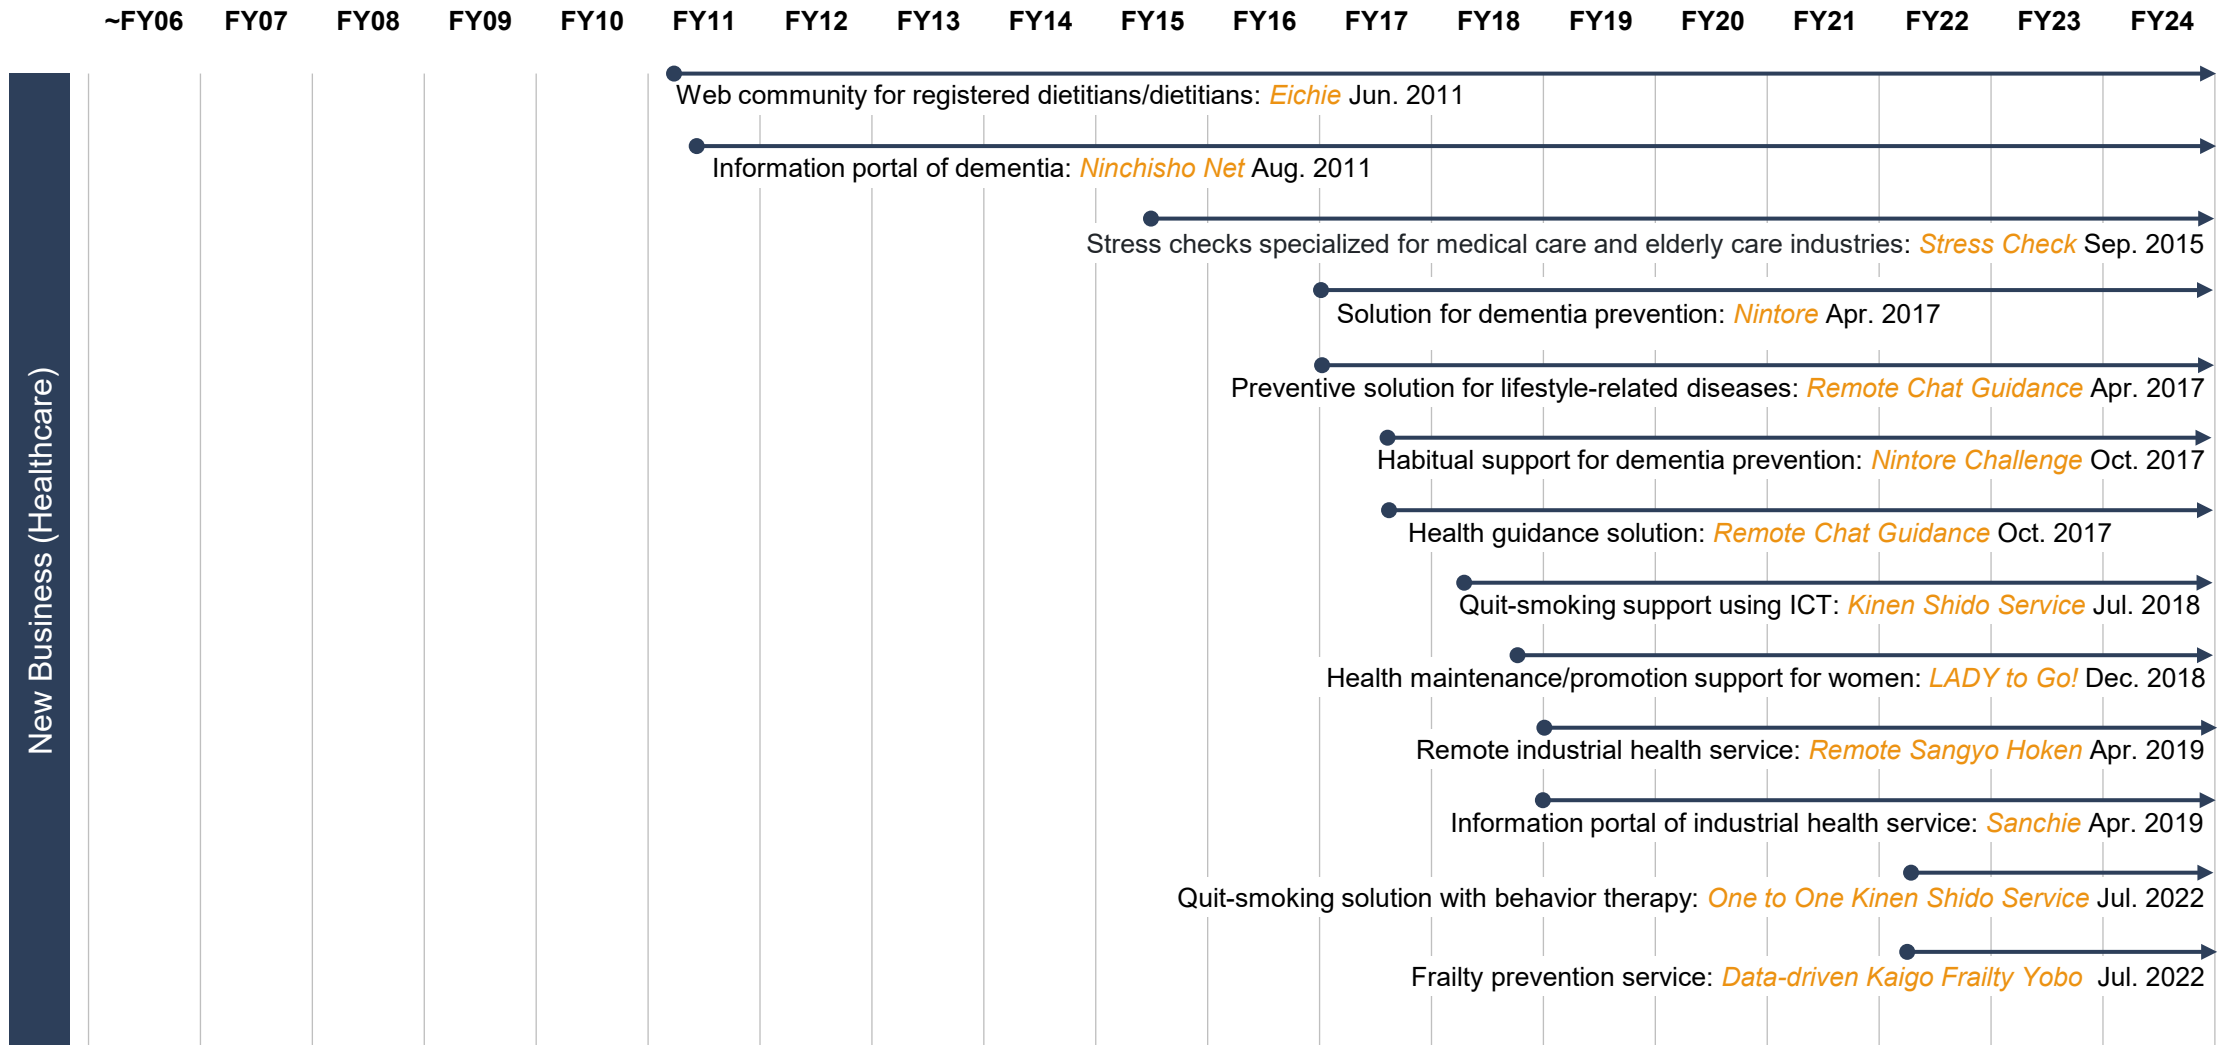 ~FY06 FY07 FY08 FY09 FY10 FY11 FY12 FY13 FY14 FY15 FY16 FY17 FY18 FY19 FY20 FY21 FY22 FY23 FY24
New Business (Healthcare)
Web community for registered dietitians/dietitians: Eichie Jun. 2011
Information portal of dementia: Ninchisho Net Aug. 2011
Stress checks specialized for medical care and elderly care industries: Stress Check Sep. 2015
Solution for dementia prevention: Nintore Apr. 2017
Preventive solution for lifestyle-related diseases: Remote Chat Guidance Apr. 2017
Habitual support for dementia prevention: Nintore Challenge Oct. 2017
Health guidance solution: Remote Chat Guidance Oct. 2017
Quit-smoking support using ICT: Kinen Shido Service Jul. 2018
Health maintenance/promotion support for women: LADY to Go! Dec. 2018
Remote industrial health service: Remote Sangyo Hoken Apr. 2019
Information portal of industrial health service: Sanchie Apr. 2019
Quit-smoking solution with behavior therapy: One to One Kinen Shido Service Jul. 2022
Frailty prevention service: Data-driven Kaigo Frailty Yobo Jul. 2022